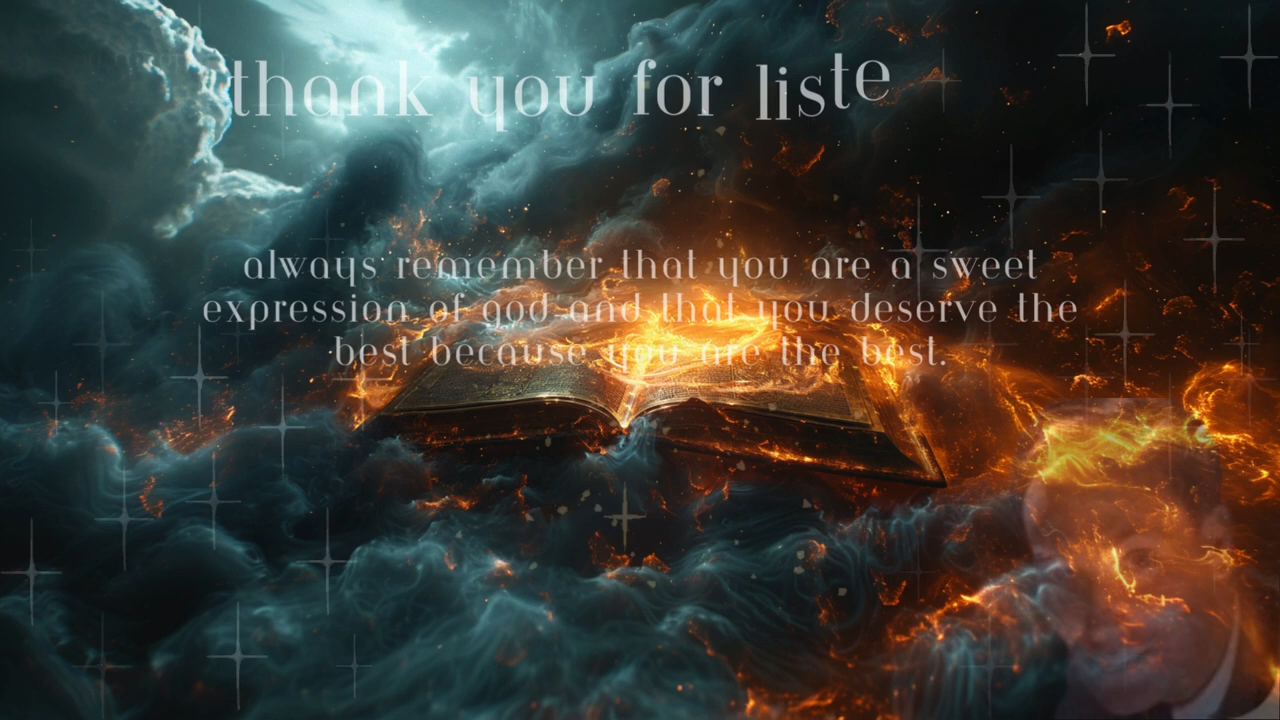 thank you for liste
always remember that you are a sweet
expression of god and that you deserve the
best because you are the best.